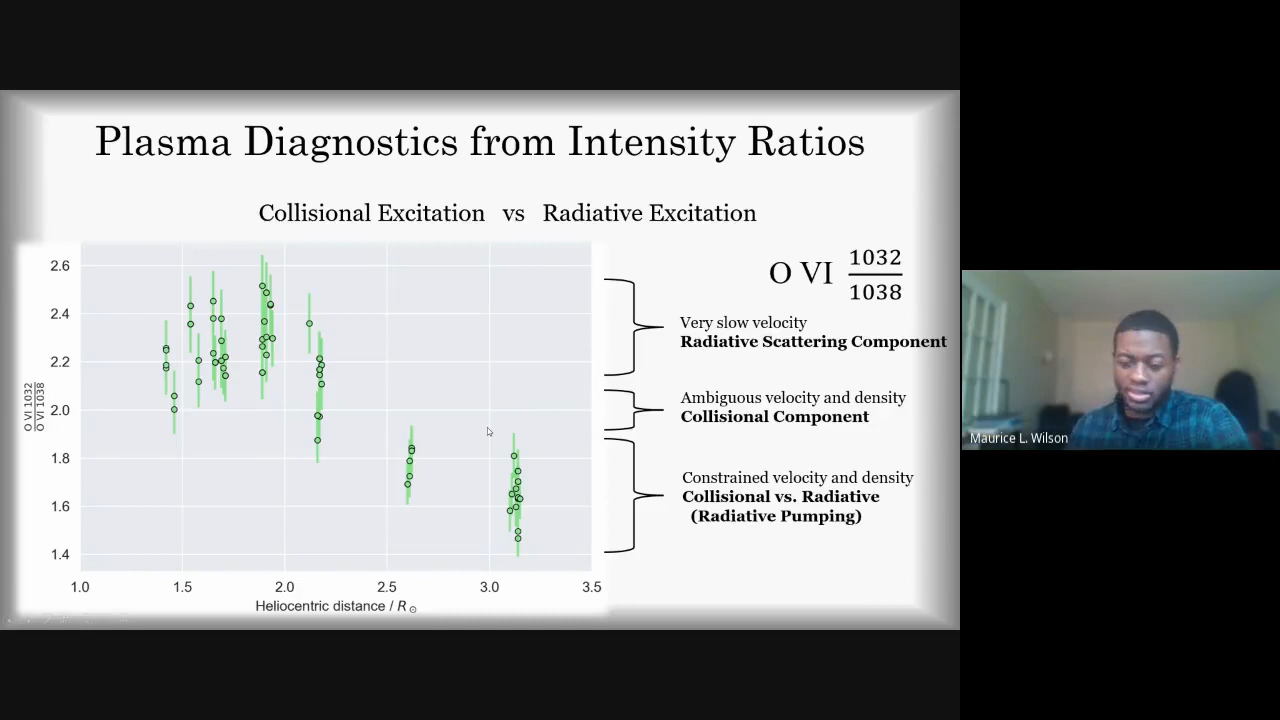 Plasma Diagnostics from Intensity Ratios
Collisional Excitation vs Radiative Excitation
O VI 1032
1038
2.6
2.4
2.2
2.0
1.8
1.6
1.4
O VI 1032
O VI 1038
1.0 1.5 2.0 2.5 3.0 3.5
Heliocentric distance / R☉
Very slow velocity
Radiative Scattering Component
Ambiguous velocity and density
Collisional Component
Constrained velocity and density
Collisional vs. Radiative
(Radiative Pumping)
Maurice L. Wilson